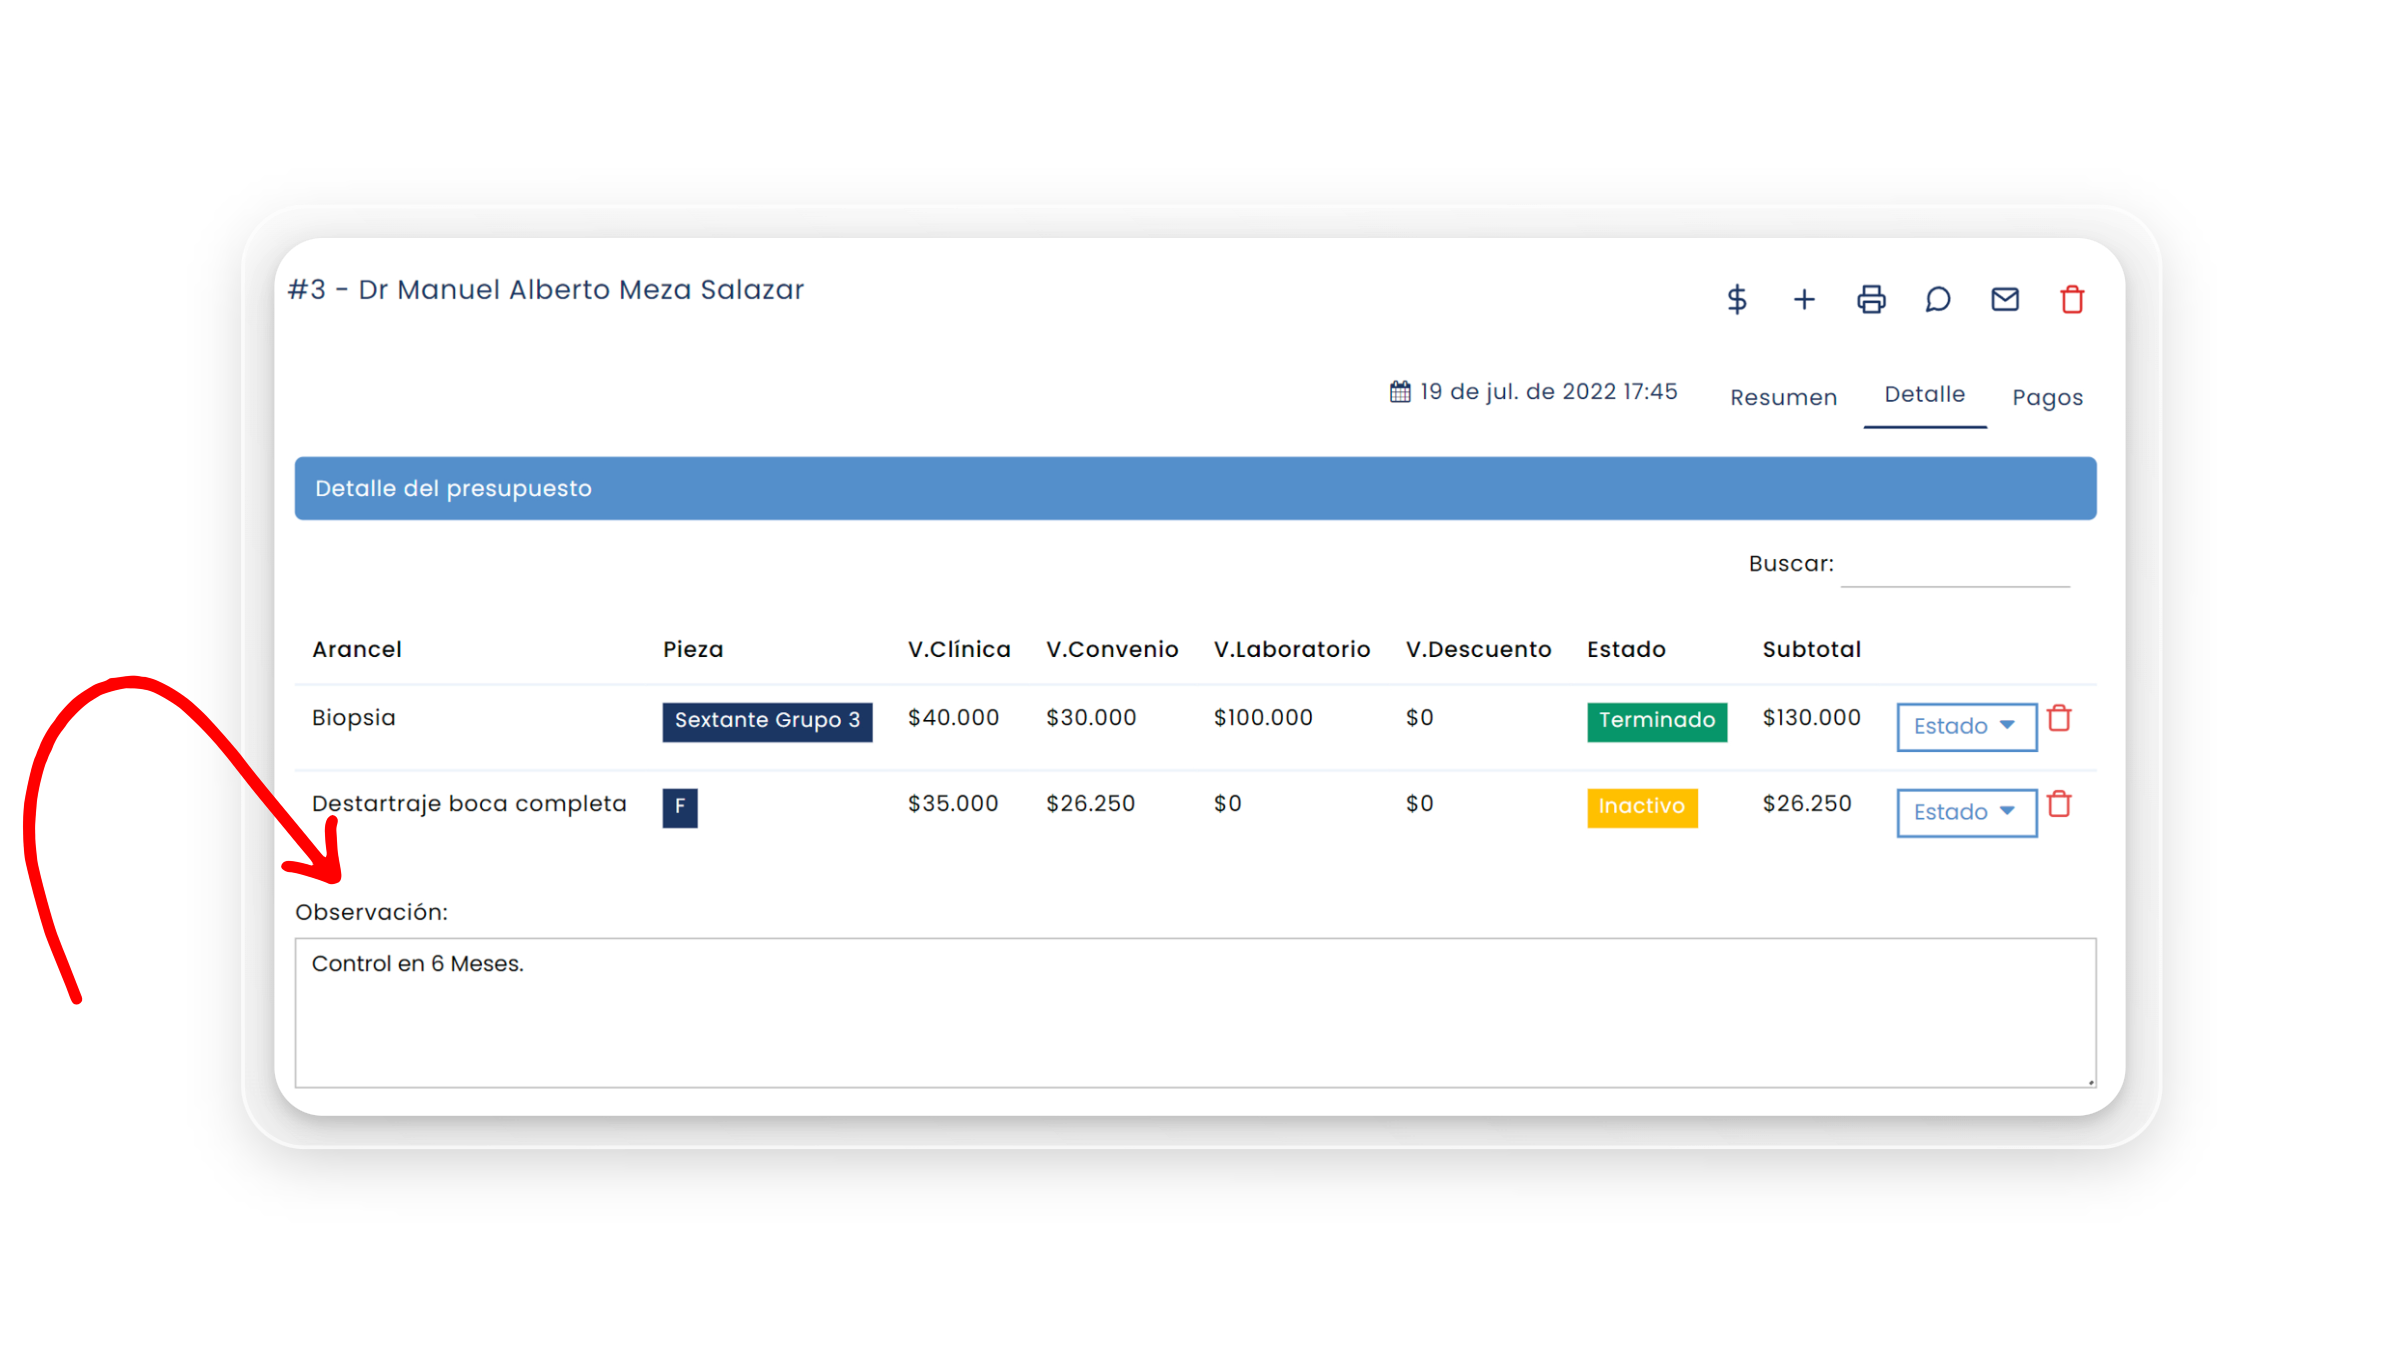 #3 - Dr Manuel Alberto Meza Salazar
19 de jul. de 2022 17:45 Resumen Detalle Pagos
Detalle del presupuesto
Buscar:
Arancel Pieza V.Clínica V.Convenio V.Laboratorio V.Descuento Estado Subtotal
Biopsia Sextante Grupo 3 $40.000 $30.000 $100.000 $0 Terminado $130.000 Estado
Destartraje boca completa F $35.000 $26.250 $0 $0 Inactivo $26.250 Estado
Observación:
Control en 6 Meses.